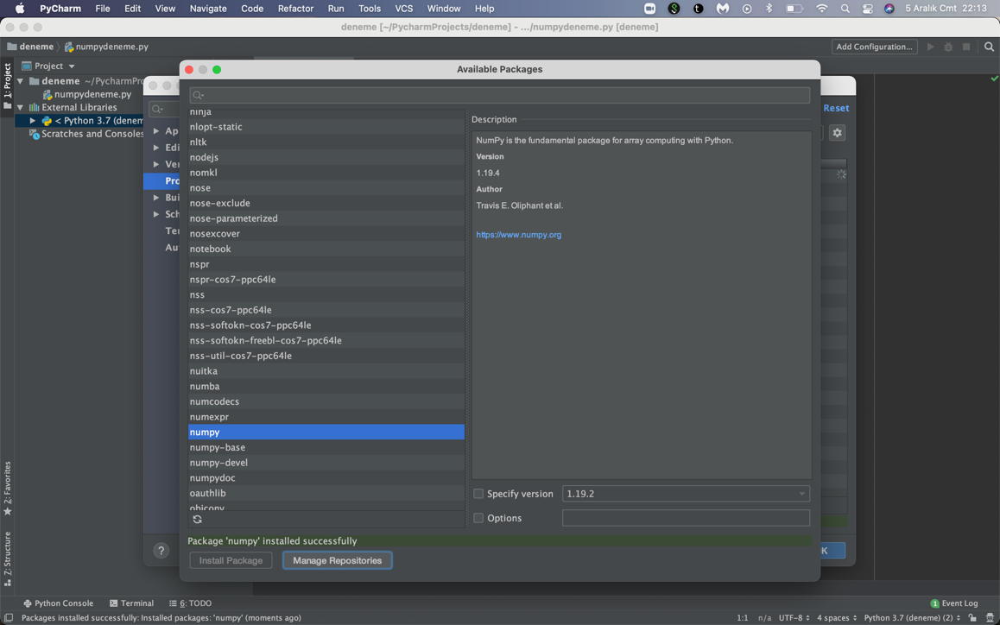 PyCharm File Edit View Navigate Code Refactor Run Tools VCS Window Help
5 Aralık Cmt 22:13
deneme [~/PycharmProjects/deneme] - .../numpydeneme.py [deneme]
deneme numpydeneme.py
Add Configuration...
1: Project
Project
deneme ~/PycharmPro
numpydeneme.py
External Libraries
< Python 3.7 (denem
Scratches and Consoles
Ap
Edi
Ver
Pro
Bui
Sch
Te
Au
Reset
Available Packages
ninja
nlopt-static
nltk
nodejs
nomkl
nose
nose-exclude
nose-parameterized
nosexcover
notebook
nspr
nspr-cos7-ppc64le
nss
nss-cos7-ppc64le
nss-softokn-cos7-ppc64le
nss-softokn-freebl-cos7-ppc64le
nss-util-cos7-ppc64le
nuitka
numba
numcodecs
numexpr
numpy
numpy-base
numpy-devel
numpydoc
oauthlib
objconv
Description
NumPy is the fundamental package for array computing with Python.
Version
1.19.4
Author
Travis E. Oliphant et al.
https://www.numpy.org
Specify version 1.19.2
Options
Package 'numpy' installed successfully
Install Package Manage Repositories
?
K
2: Favorites
Z: Structure
Python Console Terminal 6: TODO
1 Event Log
Packages installed successfully: Installed packages: 'numpy' (moments ago)
1:1 n/a UTF-8 4 spaces Python 3.7 (deneme) (2)